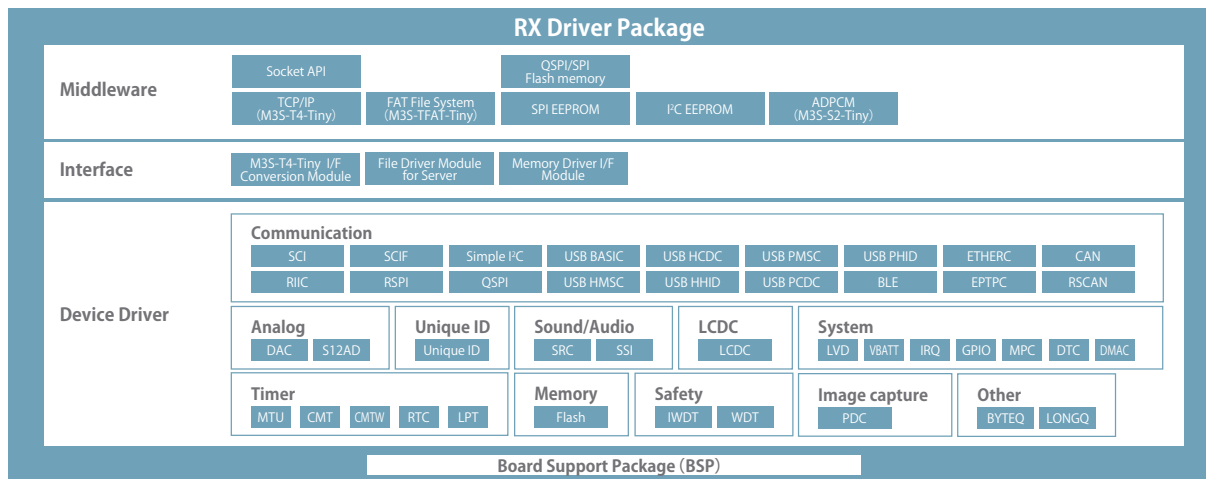 RX Driver Package
Middleware
Socket API
QSPI/SPI
Flash memory
TCP/IP
(M3S-T4-Tiny)
FAT File System
(M3S-TFAT-Tiny)
SPI EEPROM
I²C EEPROM
ADPCM
(M3S-S2-Tiny)
Interface
M3S-T4-Tiny I/F
Conversion Module
File Driver Module
for Server
Memory Driver I/F
Module
Device Driver
Communication
SCI SCIF Simple I²C USB BASIC USB HCDC USB PMSC USB PHID ETHERC CAN
RIIC RSPI QSPI USB HMSC USB HHID USB PCDC BLE EPTPC RSCAN
Analog
DAC S12AD
Unique ID
Unique ID
Sound/Audio
SRC SSI
LCDC
LCDC
System
LVD VBATT IRQ GPIO MPC DTC DMAC
Timer
MTU CMT CMTW RTC LPT
Memory
Flash
Safety
IWDT WDT
Image capture
PDC
Other
BYTEQ LONGQ
Board Support Package (BSP)